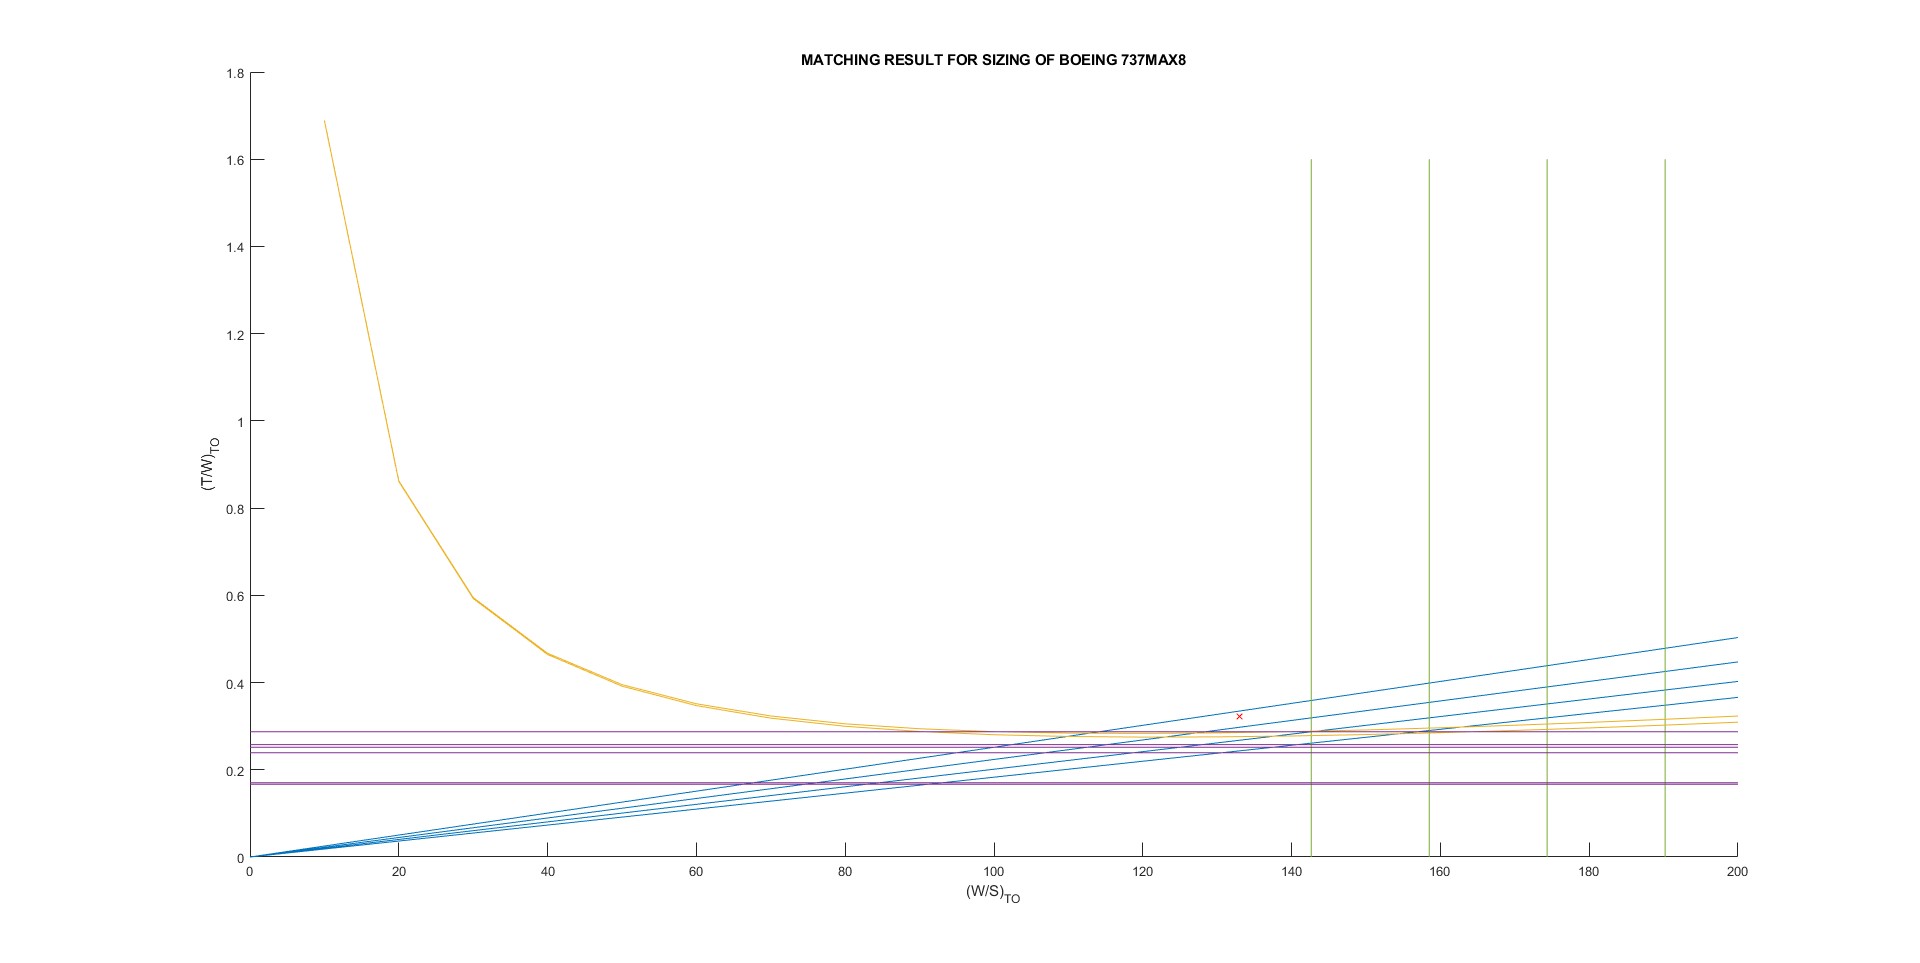 MATCHING RESULT FOR SIZING OF BOEING 737MAX8
1.8
1.6
1.4
1.2
1
0.8
0.6
0.4
0.2
0
(T/W)TO
0 20 40 60 80 100 120 140 160 180 200
(W/S)TO